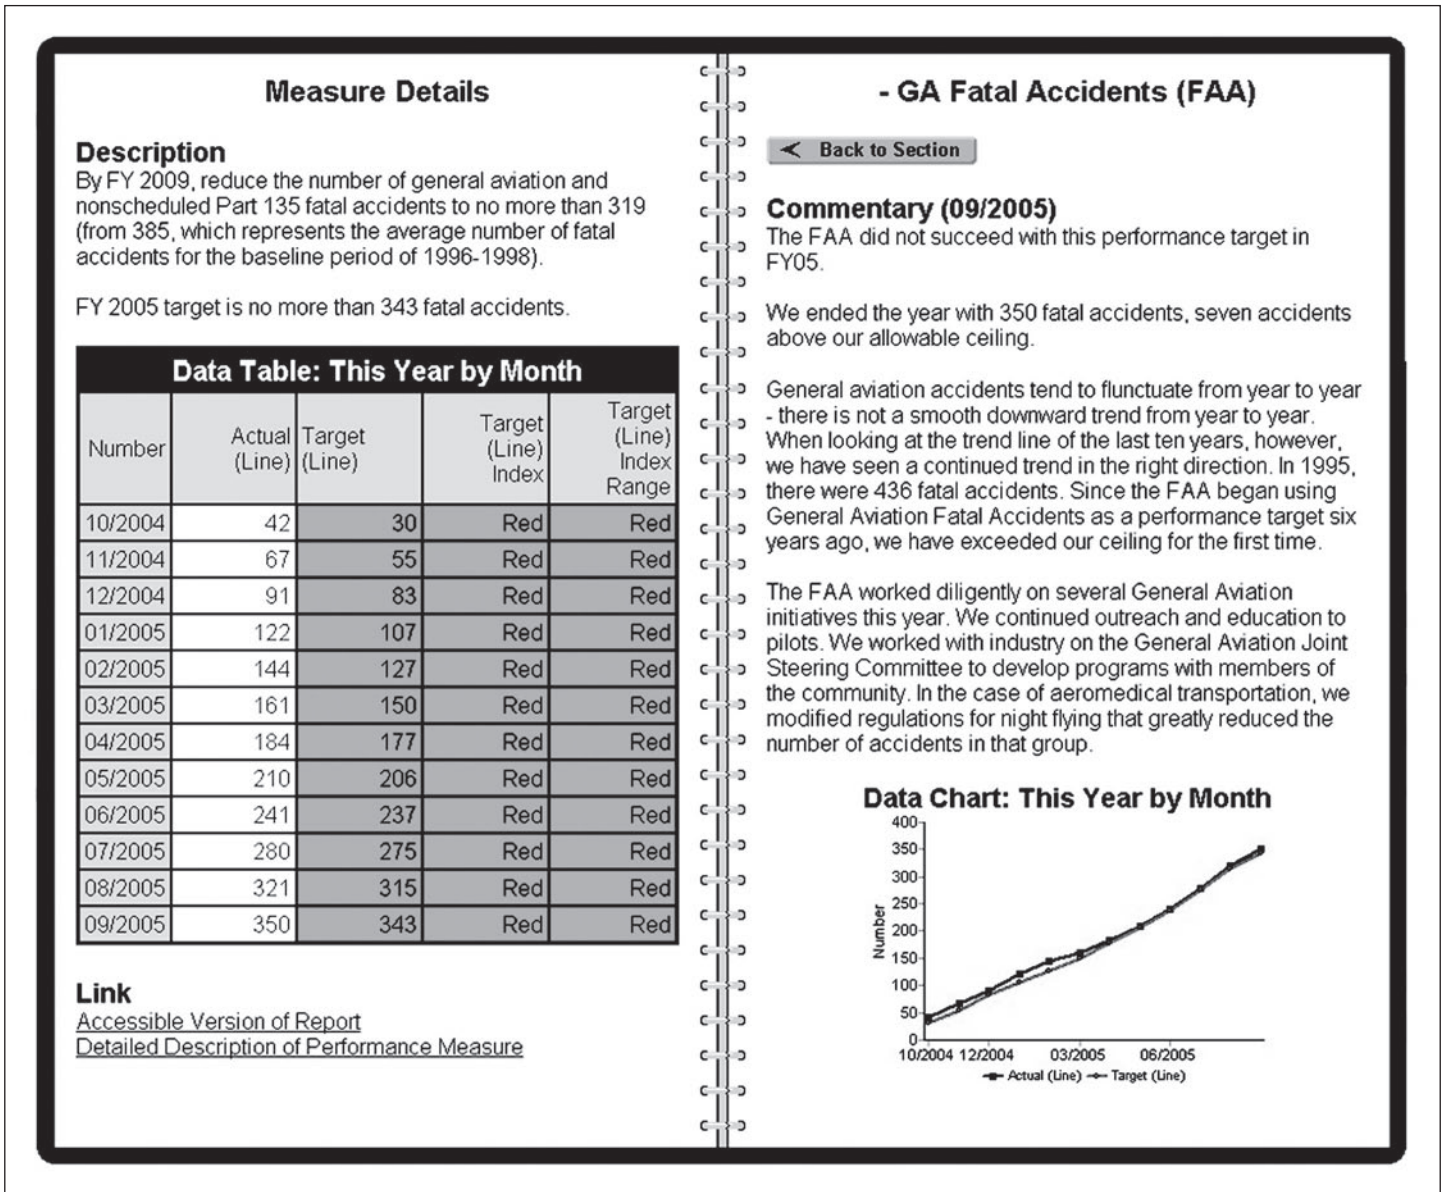 Measure Details
Description
By FY 2009, reduce the number of general aviation and
nonscheduled Part 135 fatal accidents to no more than 319
(from 385, which represents the average number of fatal
accidents for the baseline period of 1996-1998).
FY 2005 target is no more than 343 fatal accidents.
Data Table: This Year by Month
Number Actual (Line) Target (Line) Target (Line) Index Target (Line) Index Range
10/2004 42 30 Red Red
11/2004 67 55 Red Red
12/2004 91 83 Red Red
01/2005 122 107 Red Red
02/2005 144 127 Red Red
03/2005 161 150 Red Red
04/2005 184 177 Red Red
05/2005 210 206 Red Red
06/2005 241 237 Red Red
07/2005 280 275 Red Red
08/2005 321 315 Red Red
09/2005 350 343 Red Red
Link
Accessible Version of Report
Detailed Description of Performance Measure
- GA Fatal Accidents (FAA)
Back to Section
Commentary (09/2005)
The FAA did not succeed with this performance target in
FY05.
We ended the year with 350 fatal accidents, seven accidents
above our allowable ceiling.
General aviation accidents tend to flunctuate from year to year
- there is not a smooth downward trend from year to year.
When looking at the trend line of the last ten years, however,
we have seen a continued trend in the right direction. In 1995,
there were 436 fatal accidents. Since the FAA began using
General Aviation Fatal Accidents as a performance target six
years ago, we have exceeded our ceiling for the first time.
The FAA worked diligently on several General Aviation
initiatives this year. We continued outreach and education to
pilots. We worked with industry on the General Aviation Joint
Steering Committee to develop programs with members of
the community. In the case of aeromedical transportation, we
modified regulations for night flying that greatly reduced the
number of accidents in that group.
Data Chart: This Year by Month
400
350
300
250
200
150
100
50
0
Number
10/2004 12/2004 03/2005 06/2005
Actual (Line) Target (Line)